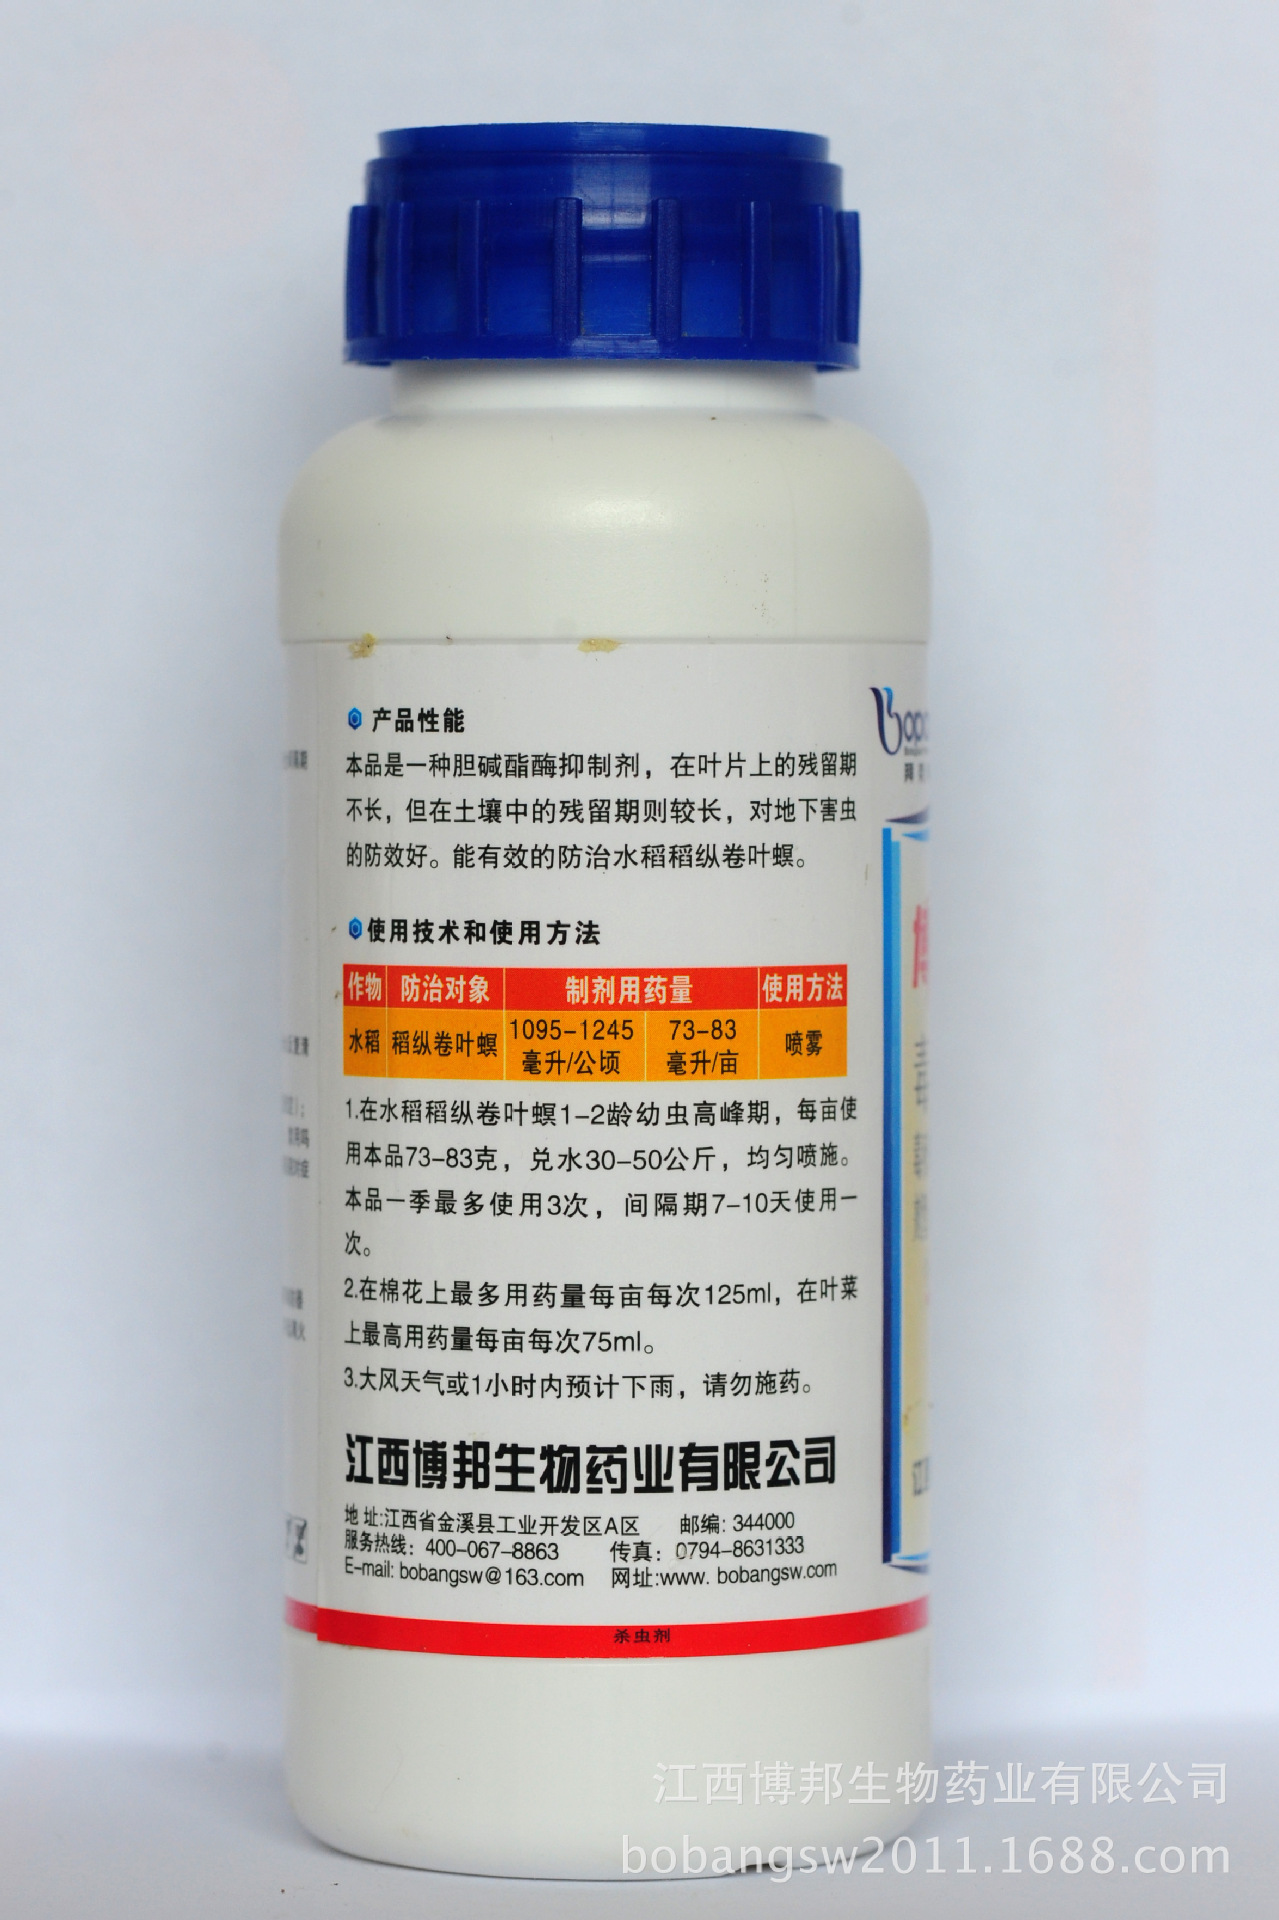 产品性能
本品是一种胆碱酯酶抑制剂，在叶片上的残留期
不长，但在土壤中的残留期则较长，对地下害虫
的防效好。能有效的防治水稻稻纵卷叶螟。
使用技术和使用方法
作物 防治对象 制剂用药量 使用方法
水稻 稻纵卷叶螟 1095-1245 毫升/公顷 73-83 毫升/亩 喷雾
1.在水稻稻纵卷叶螟1-2龄幼虫高峰期，每亩使
用本品73-83克，兑水30-50公斤，均匀喷施。
本品一季最多使用3次，间隔期7-10天使用一
次。
2.在棉花上最多用药量每亩每次125ml，在叶菜
上最高用药量每亩每次75ml。
3.大风天气或1小时内预计下雨，请勿施药。
江西博邦生物药业有限公司
地 址:江西省金溪县工业开发区A区 邮编: 344000
服务热线: 400-067-8863 传真: 0794-8631333
E-mail: bobangsw@163.com 网址:www. bobangsw.com
杀虫剂
江西博邦生物药业有限公司
bobangsw2011.1688.com